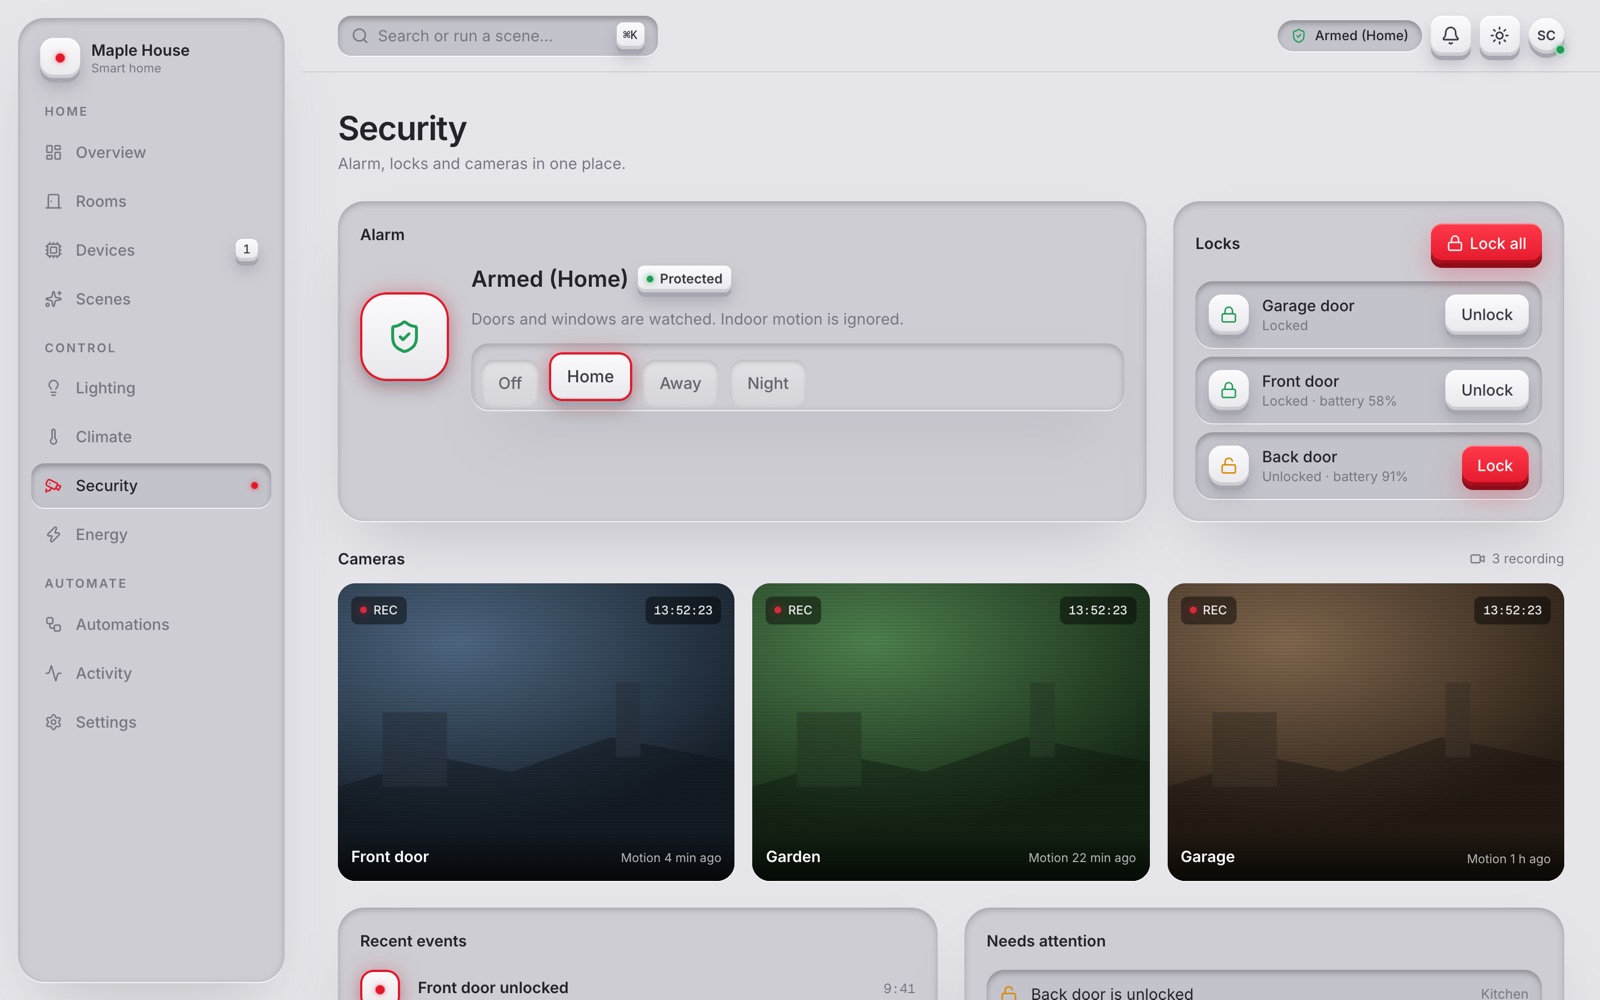 Maple House
Smart home
HOME
Overview
Rooms
Devices
1
Scenes
CONTROL
Lighting
Climate
Security
Energy
AUTOMATE
Automations
Activity
Settings
Search or run a scene...
⌘K
Armed (Home)
SC
Security
Alarm, locks and cameras in one place.
Alarm
Armed (Home)
Protected
Doors and windows are watched. Indoor motion is ignored.
Off
Home
Away
Night
Locks
Lock all
Garage door
Locked
Unlock
Front door
Locked · battery 58%
Unlock
Back door
Unlocked · battery 91%
Lock
Cameras
3 recording
REC
13:52:23
Front door
Motion 4 min ago
REC
13:52:23
Garden
Motion 22 min ago
REC
13:52:23
Garage
Motion 1 h ago
Recent events
Front door unlocked
9:41
Needs attention
Back door is unlocked
Kitchen